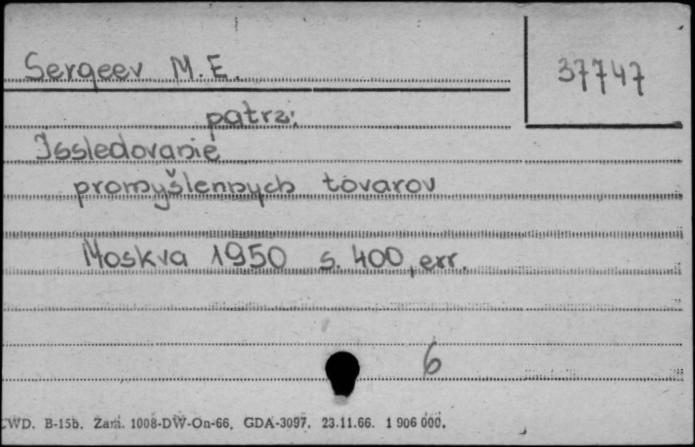 Sergeev M.E.
37747
patrz:
Issledovanie
promyšlennych tovarov
Moskva 1950 s. 400, err.
6
CWD. B-15b. Zam. 1008-DW-On-66. GDA-3097. 23.11.66. 1 906 000.